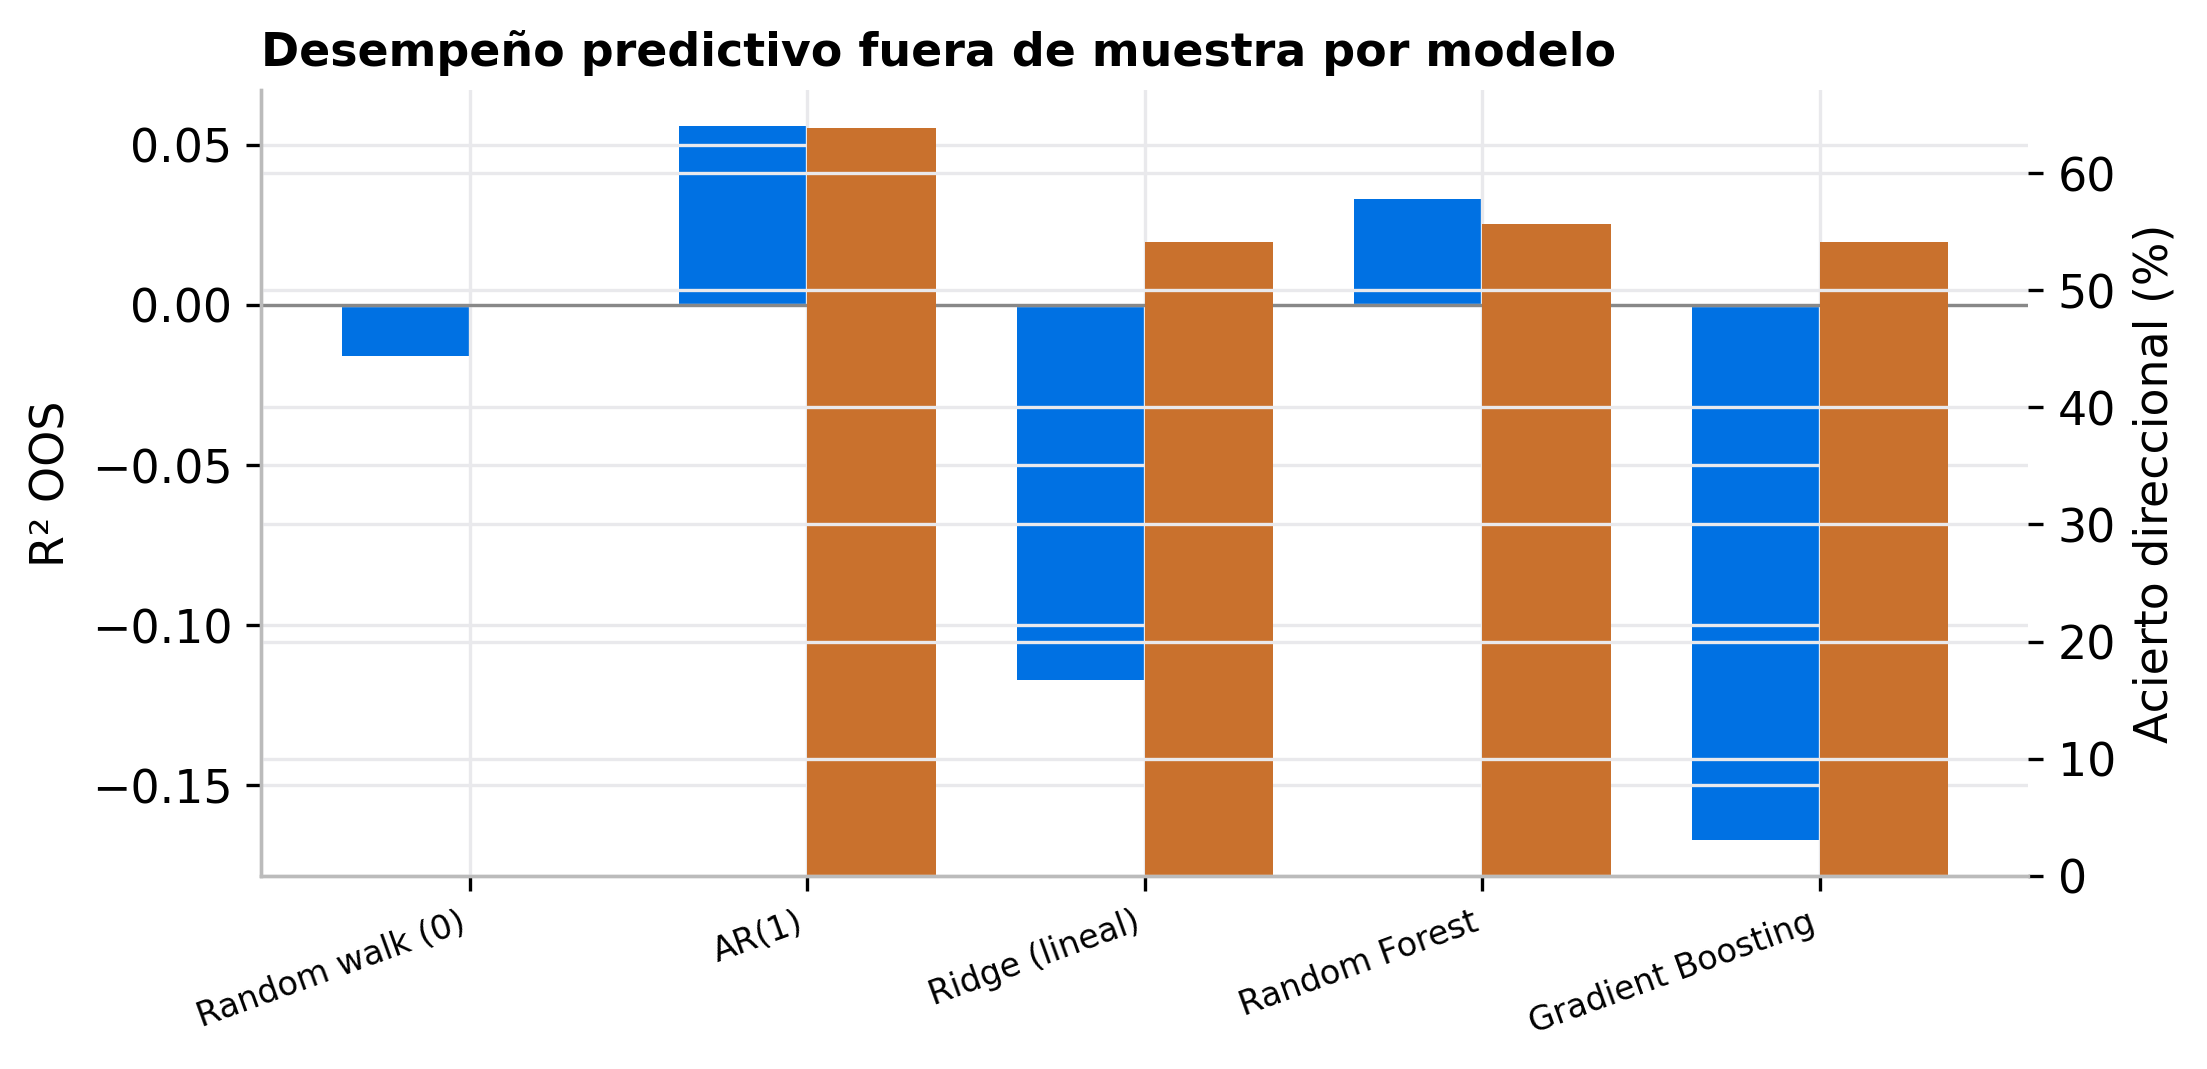 Desempeño predictivo fuera de muestra por modelo
R² OOS
0.05
0.00
−0.05
−0.10
−0.15
60
50
40
30
20
10
0
Acierto direccional (%)
Random walk (0)
AR(1)
Ridge (lineal)
Random Forest
Gradient Boosting